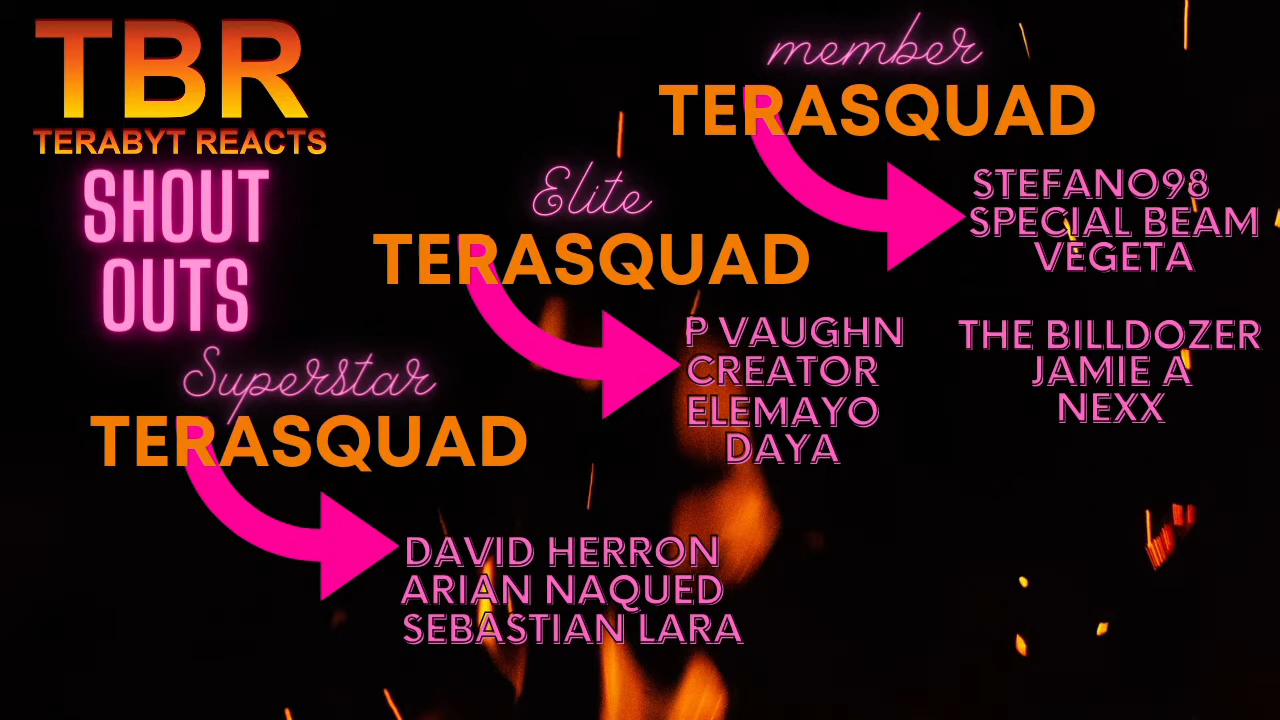 TBR
TERABYT REACTS
SHOUT
OUTS
member
TERASQUAD
STEFANO98
SPECIAL BEAM
VEGETA
THE BILLDOZER
JAMIE A
NEXX
Elite
TERASQUAD
P VAUGHN
CREATOR
ELEMAYO
DAYA
Superstar
TERASQUAD
DAVID HERRON
ARIAN NAQUED
SEBASTIAN LARA